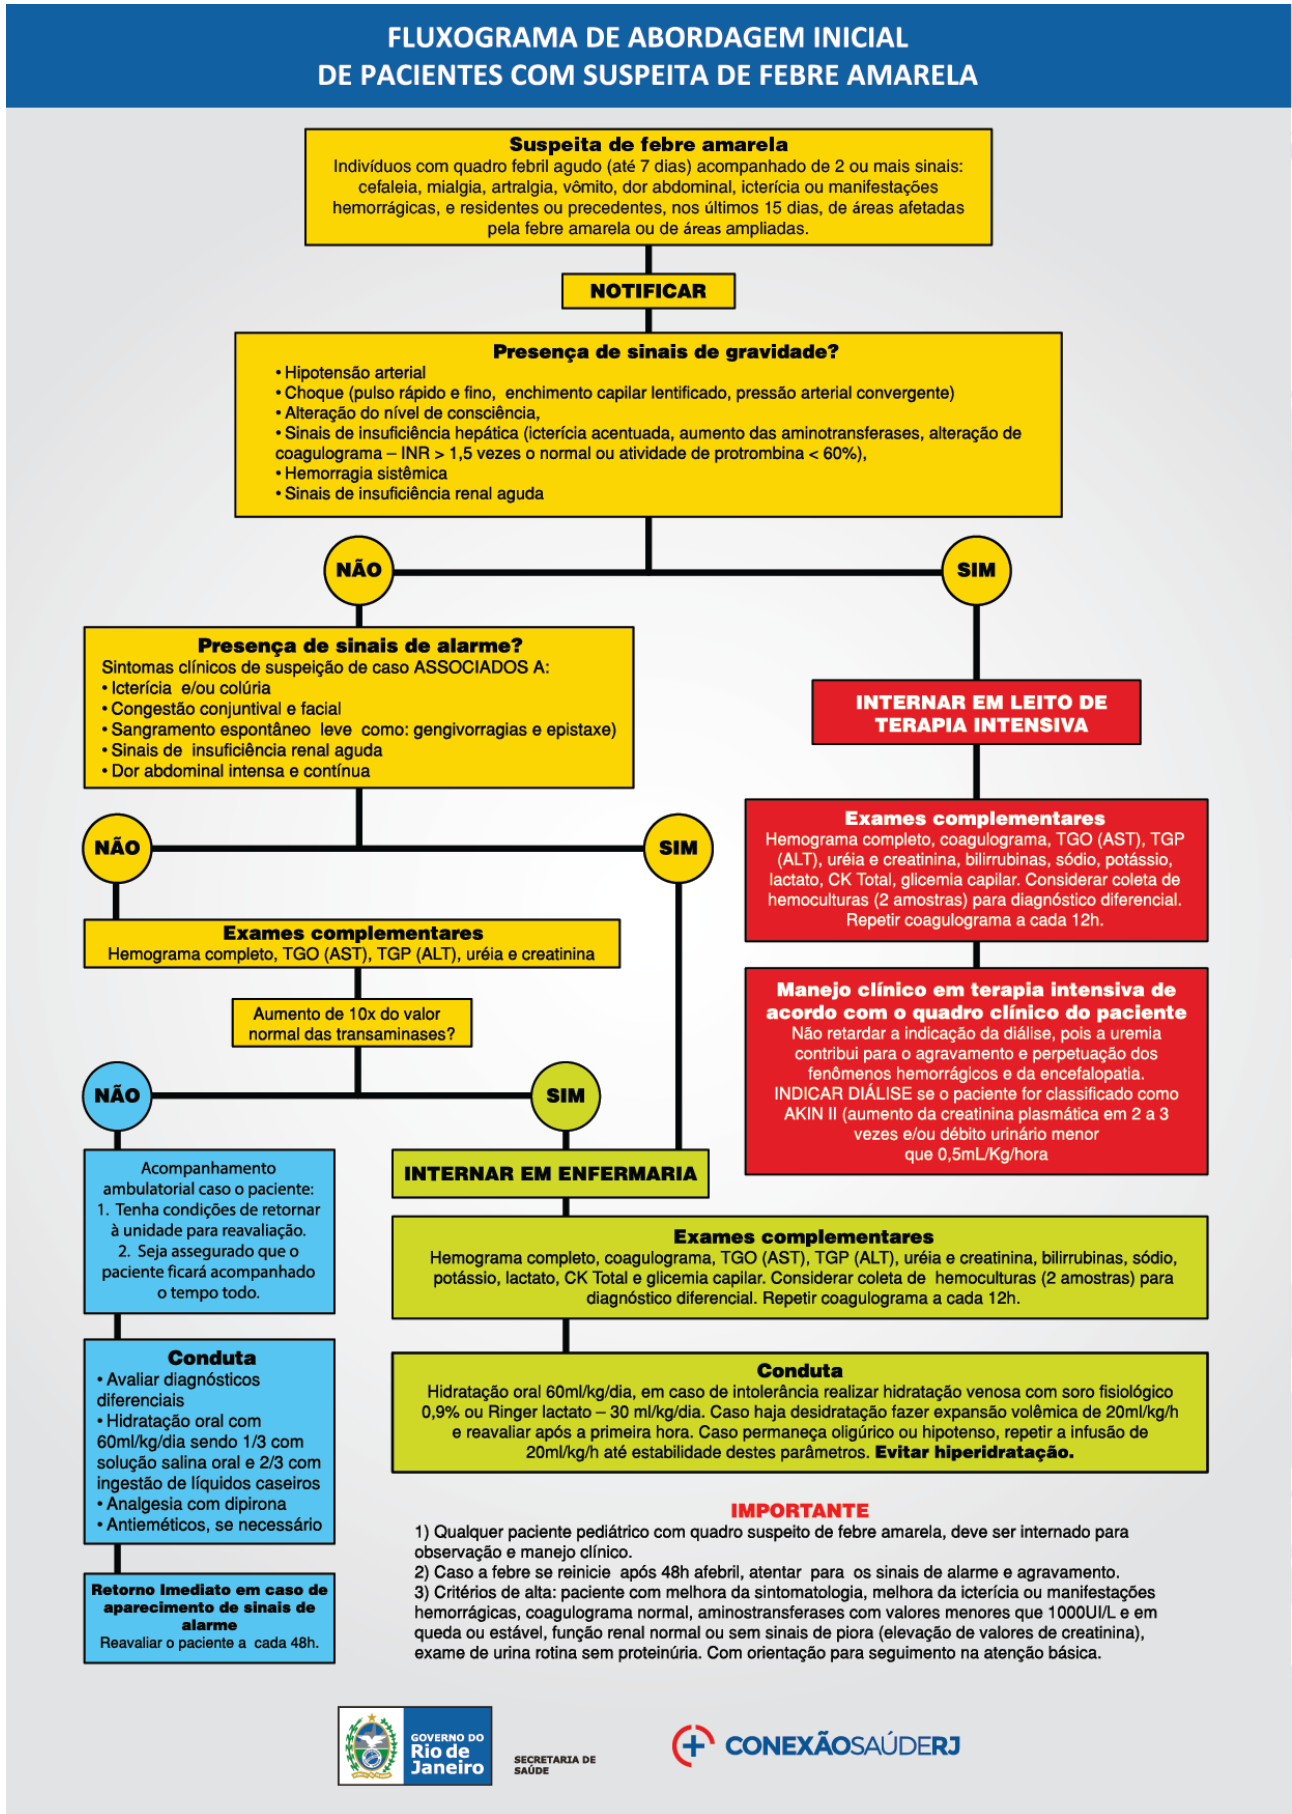 FLUXOGRAMA DE ABORDAGEM INICIAL
DE PACIENTES COM SUSPEITA DE FEBRE AMARELA
Suspeita de febre amarela
Indivíduos com quadro febril agudo (até 7 dias) acompanhado de 2 ou mais sinais:
cefaleia, mialgia, artralgia, vômito, dor abdominal, icterícia ou manifestações
hemorrágicas, e residentes ou precedentes, nos últimos 15 dias, de áreas afetadas
pela febre amarela ou de áreas ampliadas.
NOTIFICAR
Presença de sinais de gravidade?
• Hipotensão arterial
• Choque (pulso rápido e fino, enchimento capilar lentificado, pressão arterial convergente)
• Alteração do nível de consciência,
• Sinais de insuficiência hepática (icterícia acentuada, aumento das aminotransferases, alteração de
coagulograma – INR > 1,5 vezes o normal ou atividade de protrombina < 60%),
• Hemorragia sistêmica
• Sinais de insuficiência renal aguda
NÃO
SIM
Presença de sinais de alarme?
Sintomas clínicos de suspeição de caso ASSOCIADOS A:
• Icterícia e/ou colúria
• Congestão conjuntival e facial
• Sangramento espontâneo leve como: gengivorragias e epistaxe)
• Sinais de insuficiência renal aguda
• Dor abdominal intensa e contínua
INTERNAR EM LEITO DE
TERAPIA INTENSIVA
Exames complementares
Hemograma completo, coagulograma, TGO (AST), TGP
(ALT), uréia e creatinina, bilirrubinas, sódio, potássio,
lactato, CK Total, glicemia capilar. Considerar coleta de
hemoculturas (2 amostras) para diagnóstico diferencial.
Repetir coagulograma a cada 12h.
Manejo clínico em terapia intensiva de
acordo com o quadro clínico do paciente
Não retardar a indicação da diálise, pois a uremia
contribui para o agravamento e perpetuação dos
fenômenos hemorrágicos e da encefalopatia.
INDICAR DIÁLISE se o paciente for classificado como
AKIN II (aumento da creatinina plasmática em 2 a 3
vezes e/ou débito urinário menor
que 0,5mL/Kg/hora
NÃO
SIM
Exames complementares
Hemograma completo, TGO (AST), TGP (ALT), uréia e creatinina
Aumento de 10x do valor
normal das transaminases?
NÃO
SIM
Acompanhamento
ambulatorial caso o paciente:
1. Tenha condições de retornar
à unidade para reavaliação.
2. Seja assegurado que o
paciente ficará acompanhado
o tempo todo.
Conduta
• Avaliar diagnósticos
diferenciais
• Hidratação oral com
60ml/kg/dia sendo 1/3 com
solução salina oral e 2/3 com
ingestão de líquidos caseiros
• Analgesia com dipirona
• Antieméticos, se necessário
Retorno Imediato em caso de
aparecimento de sinais de
alarme
Reavaliar o paciente a cada 48h.
INTERNAR EM ENFERMARIA
Exames complementares
Hemograma completo, coagulograma, TGO (AST), TGP (ALT), uréia e creatinina, bilirrubinas, sódio,
potássio, lactato, CK Total e glicemia capilar. Considerar coleta de hemoculturas (2 amostras) para
diagnóstico diferencial. Repetir coagulograma a cada 12h.
Conduta
Hidratação oral 60ml/kg/dia, em caso de intolerância realizar hidratação venosa com soro fisiológico
0,9% ou Ringer lactato – 30 ml/kg/dia. Caso haja desidratação fazer expansão volêmica de 20ml/kg/h
e reavaliar após a primeira hora. Caso permaneça oligúrico ou hipotenso, repetir a infusão de
20ml/kg/h até estabilidade destes parâmetros. Evitar hiperidratação.
IMPORTANTE
1) Qualquer paciente pediátrico com quadro suspeito de febre amarela, deve ser internado para
observação e manejo clínico.
2) Caso a febre se reinicie após 48h afebril, atentar para os sinais de alarme e agravamento.
3) Critérios de alta: paciente com melhora da sintomatologia, melhora da icterícia ou manifestações
hemorrágicas, coagulograma normal, aminostransferases com valores menores que 1000UI/L e em
queda ou estável, função renal normal ou sem sinais de piora (elevação de valores de creatinina),
exame de urina rotina sem proteinúria. Com orientação para seguimento na atenção básica.
GOVERNO DO
Rio de
Janeiro
SECRETARIA DE
SAÚDE
CONEXÃOSAÚDERJ